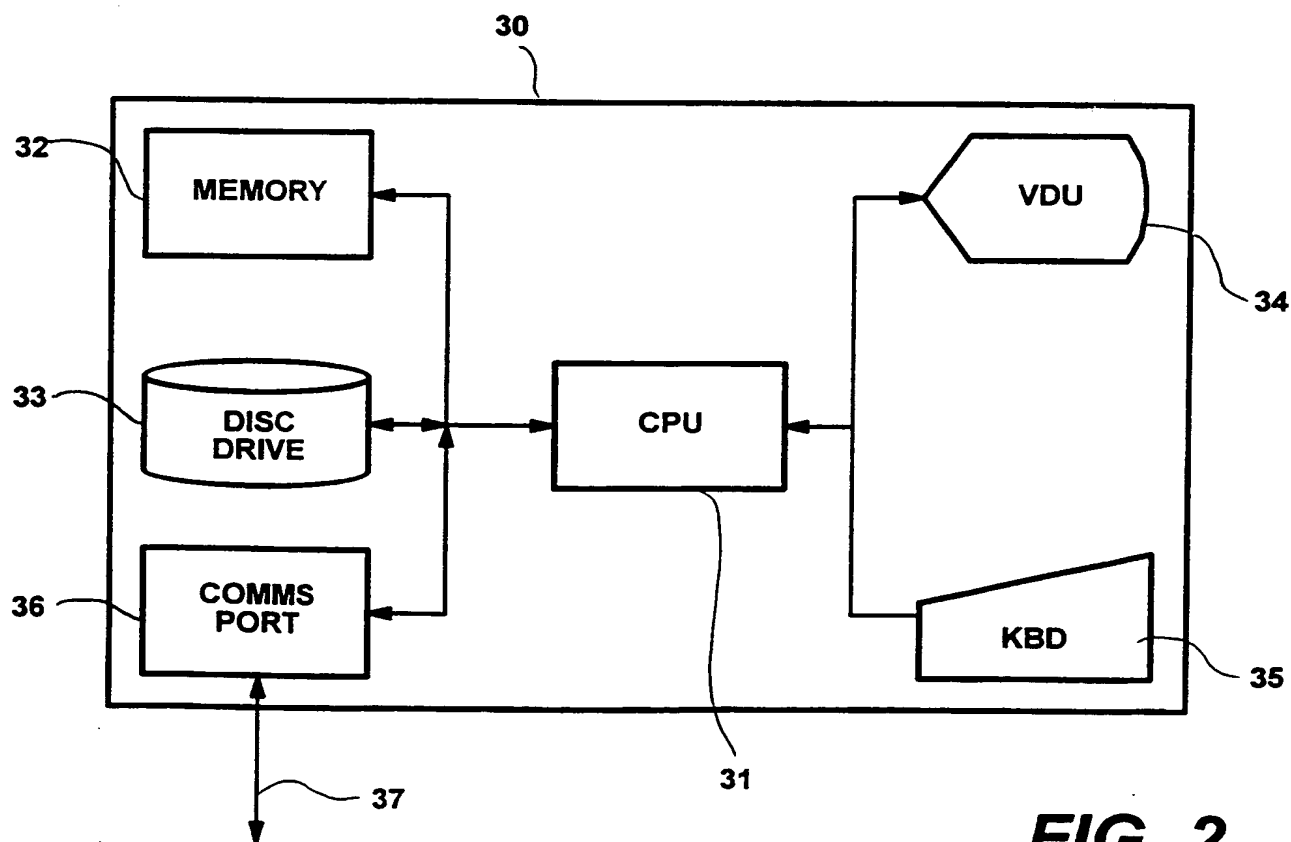 30
32
MEMORY
VDU
34
33
DISC
DRIVE
CPU
36
COMMS
PORT
KBD
35
31
37
FIG. 2